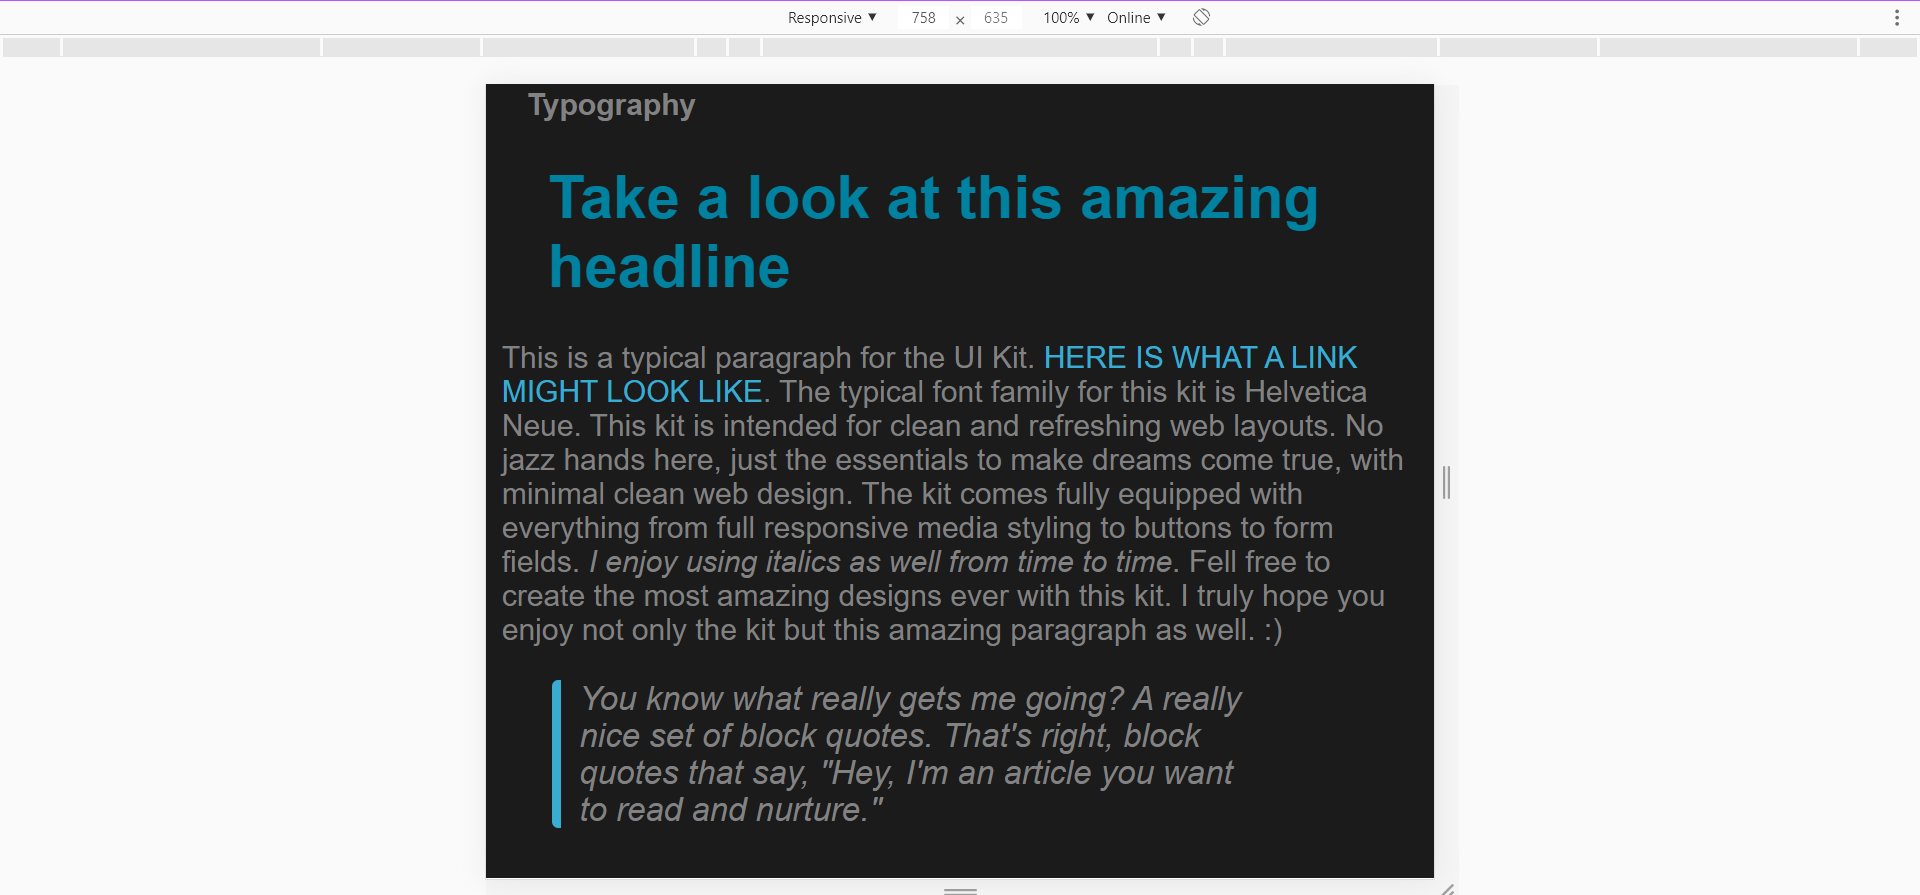 Responsive ▼ 758 × 635 100% ▼ Online ▼
Typography
Take a look at this amazing
headline
This is a typical paragraph for the UI Kit. HERE IS WHAT A LINK
MIGHT LOOK LIKE. The typical font family for this kit is Helvetica
Neue. This kit is intended for clean and refreshing web layouts. No
jazz hands here, just the essentials to make dreams come true, with
minimal clean web design. The kit comes fully equipped with
everything from full responsive media styling to buttons to form
fields. I enjoy using italics as well from time to time. Fell free to
create the most amazing designs ever with this kit. I truly hope you
enjoy not only the kit but this amazing paragraph as well. :)
You know what really gets me going? A really
nice set of block quotes. That's right, block
quotes that say, "Hey, I'm an article you want
to read and nurture."